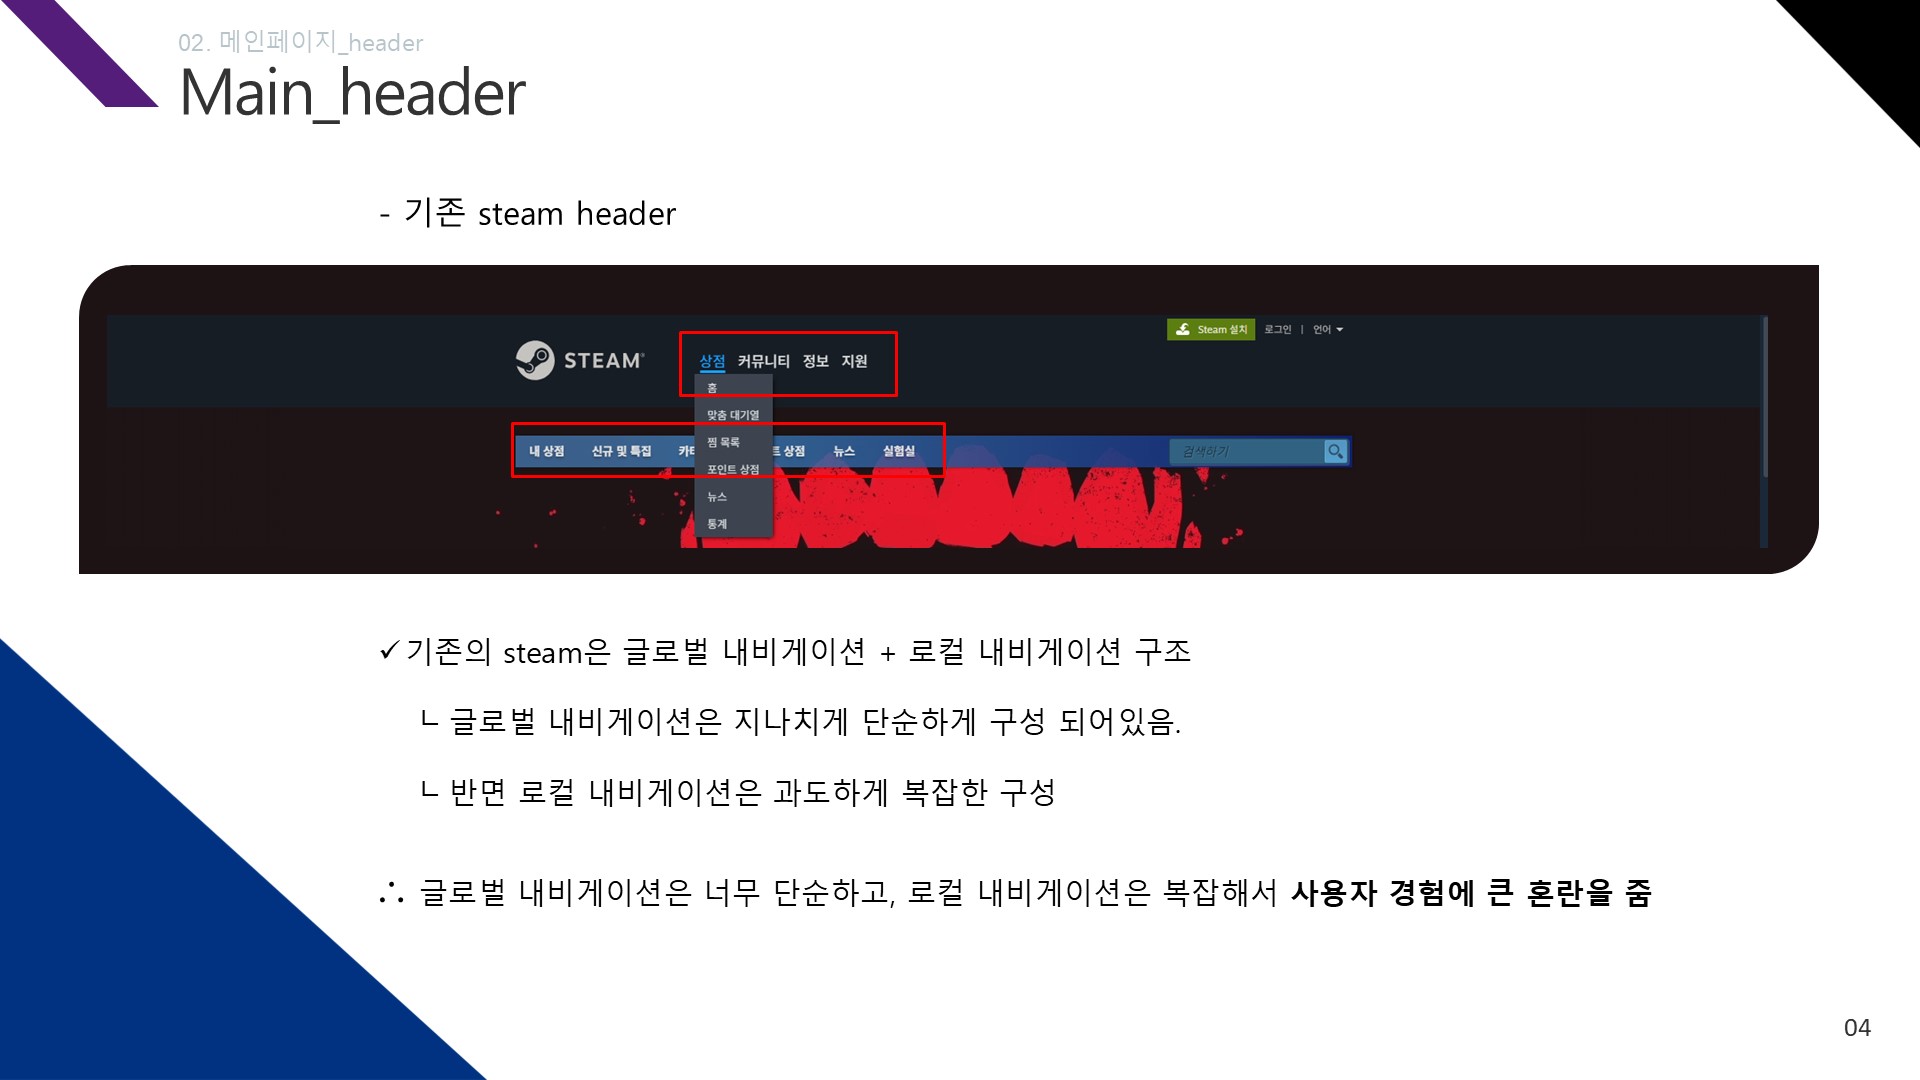 02. 메인페이지_header
Main_header
- 기존 steam header
Steam 설치 로그인 | 언어
STEAM
상점 커뮤니티 정보 지원
홈
맞춤 대기열
찜 목록
포인트 상점
뉴스
통계
내 상점 신규 및 특집 상점 뉴스 실험실
검색하기
✓ 기존의 steam은 글로벌 내비게이션 + 로컬 내비게이션 구조
ㄴ 글로벌 내비게이션은 지나치게 단순하게 구성 되어있음.
ㄴ 반면 로컬 내비게이션은 과도하게 복잡한 구성
∴ 글로벌 내비게이션은 너무 단순하고, 로컬 내비게이션은 복잡해서 사용자 경험에 큰 혼란을 줌
04